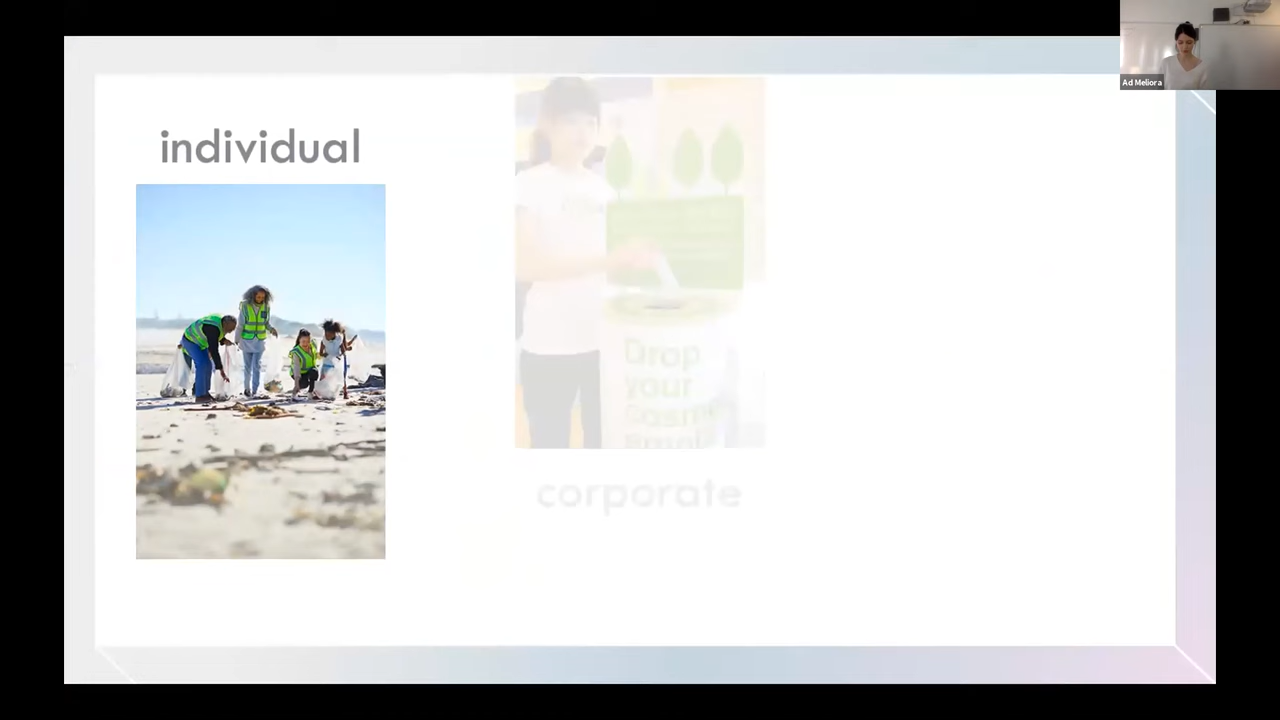 Ad Meliora
individual
Drop
your
corporate